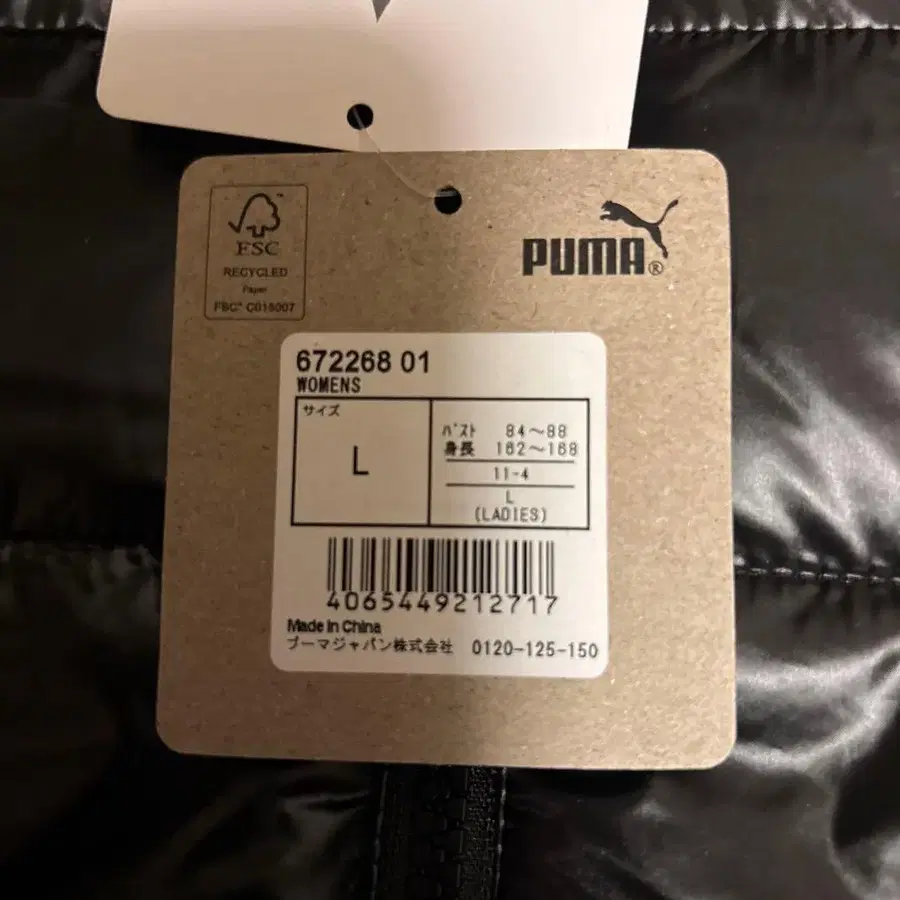 FSC
RECYCLED
Paper
FSC® C016007
PUMA®
672268 01
WOMENS
サイズ
L
バスト 84～88
身長 162～168
11-4
L
(LADIES)
4065449212717
Made in China
プーマジャパン株式会社 0120-125-150